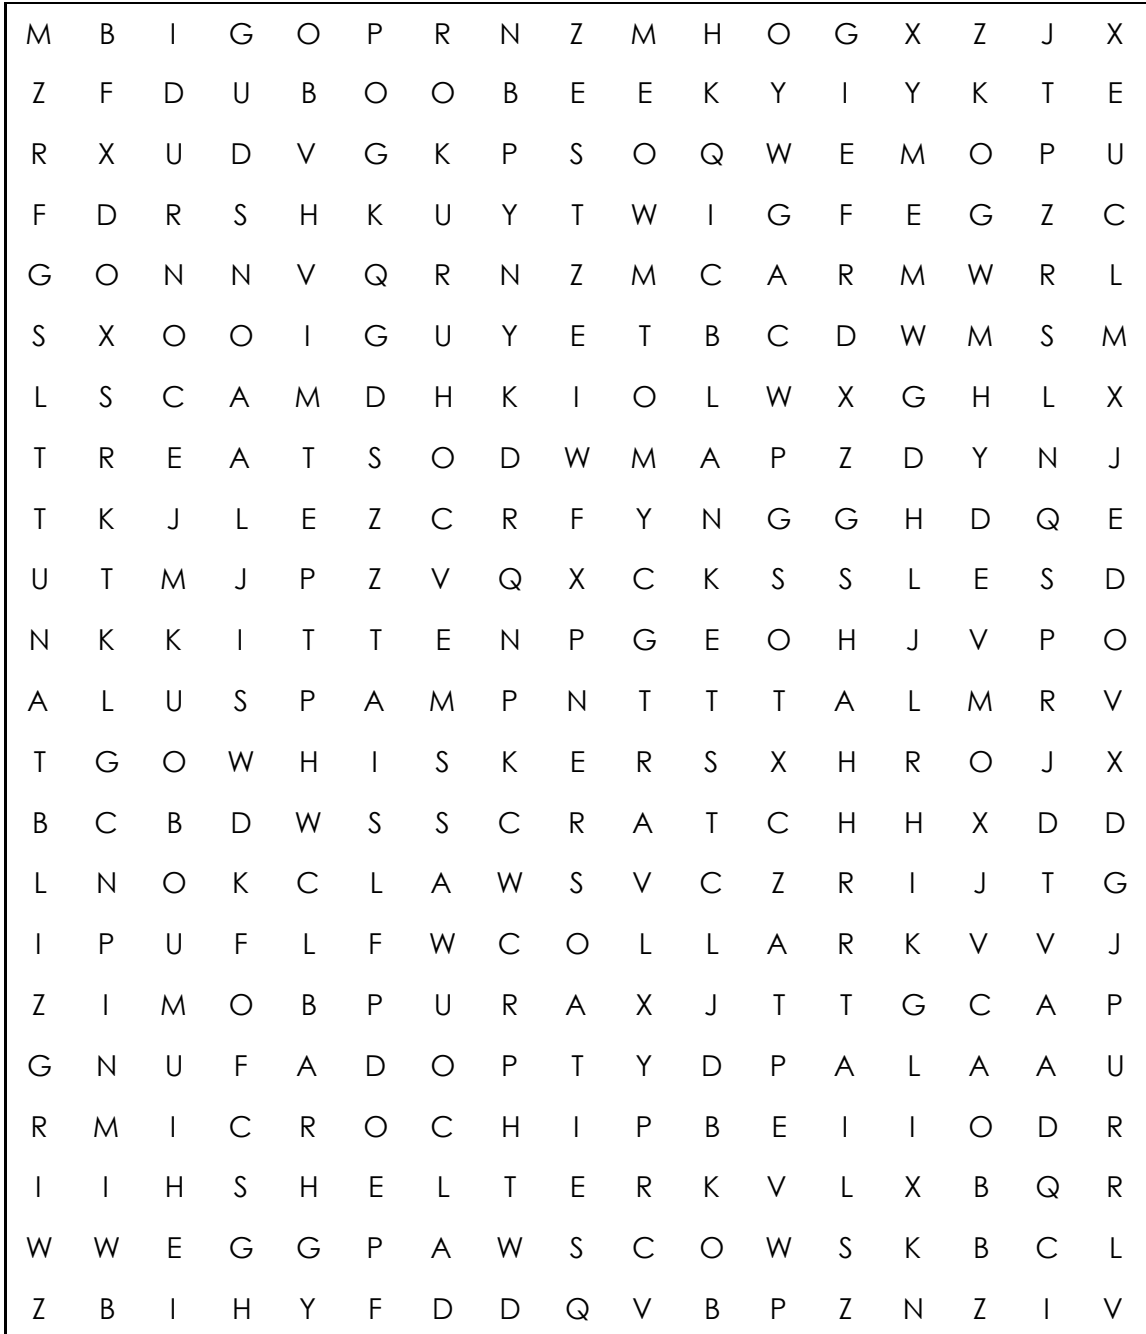 M B I G O P R N Z M H O G X Z J X
Z F D U B O O B E E K Y I Y K T E
R X U D V G K P S O Q W E M O P U
F D R S H K U Y T W I G F E G Z C
G O N N V Q R N Z M C A R M W R L
S X O O I G U Y E T B C D W M S M
L S C A M D H K I O L W X G H L X
T R E A T S O D W M A P Z D Y N J
T K J L E Z C R F Y N G G H D Q E
U T M J P Z V Q X C K S S L E S D
N K K I T T E N P G E O H J V P O
A L U S P A M P N T T T A L M R V
T G O W H I S K E R S X H R O J X
B C B D W S S C R A T C H H X D D
L N O K C L A W S V C Z R I J T G
I P U F L F W C O L L A R K V V J
Z I M O B P U R A X J T T G C A P
G N U F A D O P T Y D P A L A A U
R M I C R O C H I P B E I I O D R
I I H S H E L T E R K V L X B Q R
W W E G G P A W S C O W S K B C L
Z B I H Y F D D Q V B P Z N Z I V